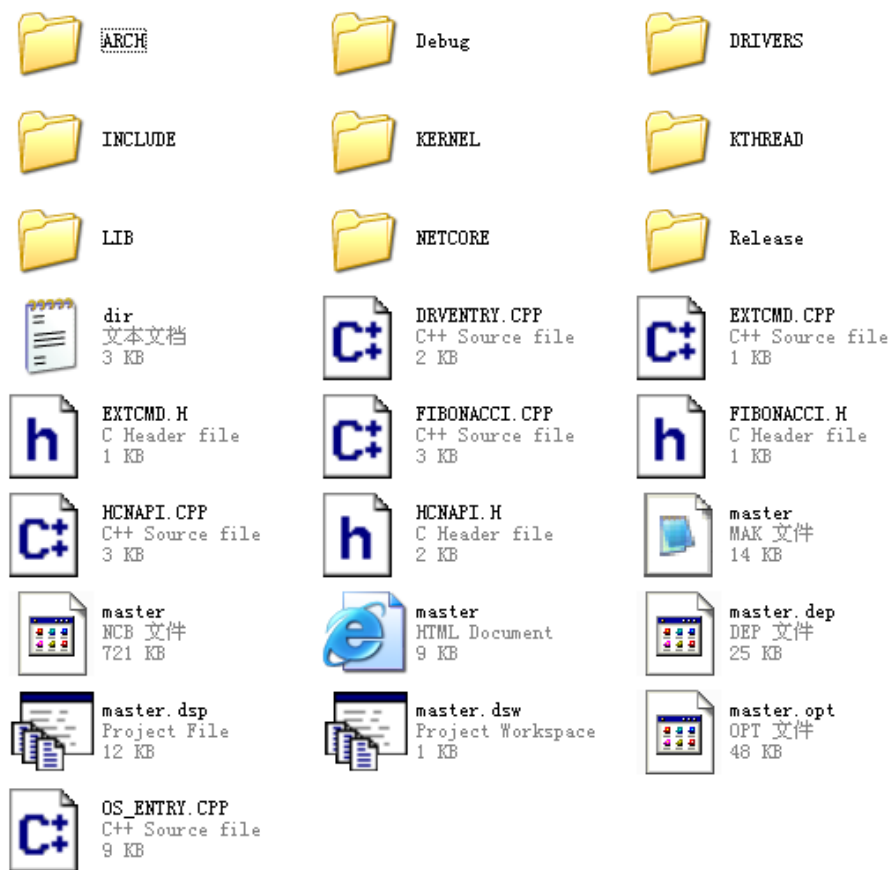 ARCH
Debug
DRIVERS
INCLUDE
KERNEL
KTHREAD
LIB
NETCORE
Release
dir
文本文档
3 KB
DRVENTRY.CPP
C++ Source file
2 KB
EXTCMD.CPP
C++ Source file
1 KB
EXTCMD.H
C Header file
1 KB
FIBONACCI.CPP
C++ Source file
3 KB
FIBONACCI.H
C Header file
1 KB
HCNAPI.CPP
C++ Source file
3 KB
HCNAPI.H
C Header file
2 KB
master
MAK 文件
14 KB
master
NCB 文件
721 KB
master
HTML Document
9 KB
master.dep
DEP 文件
25 KB
master.dsp
Project File
12 KB
master.dsw
Project Workspace
1 KB
master.opt
OPT 文件
48 KB
OS_ENTRY.CPP
C++ Source file
9 KB